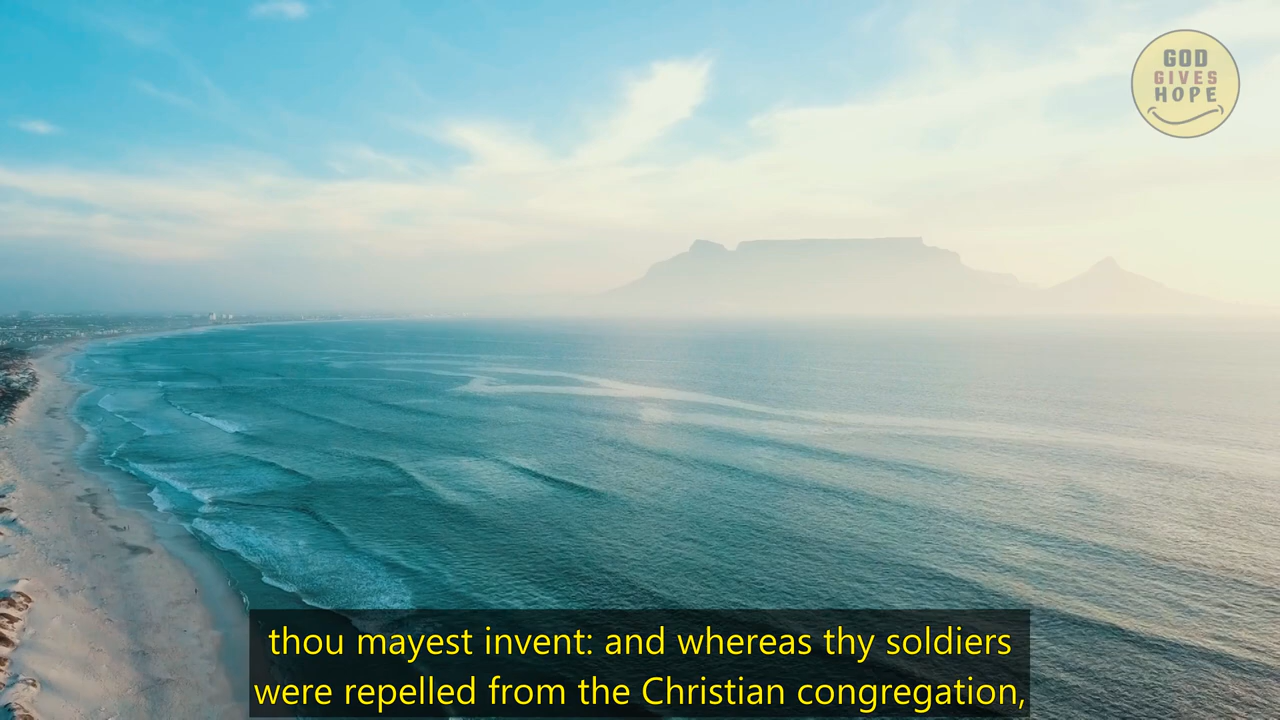 GOD
GIVES
HOPE
thou mayest invent: and whereas thy soldiers
were repelled from the Christian congregation,